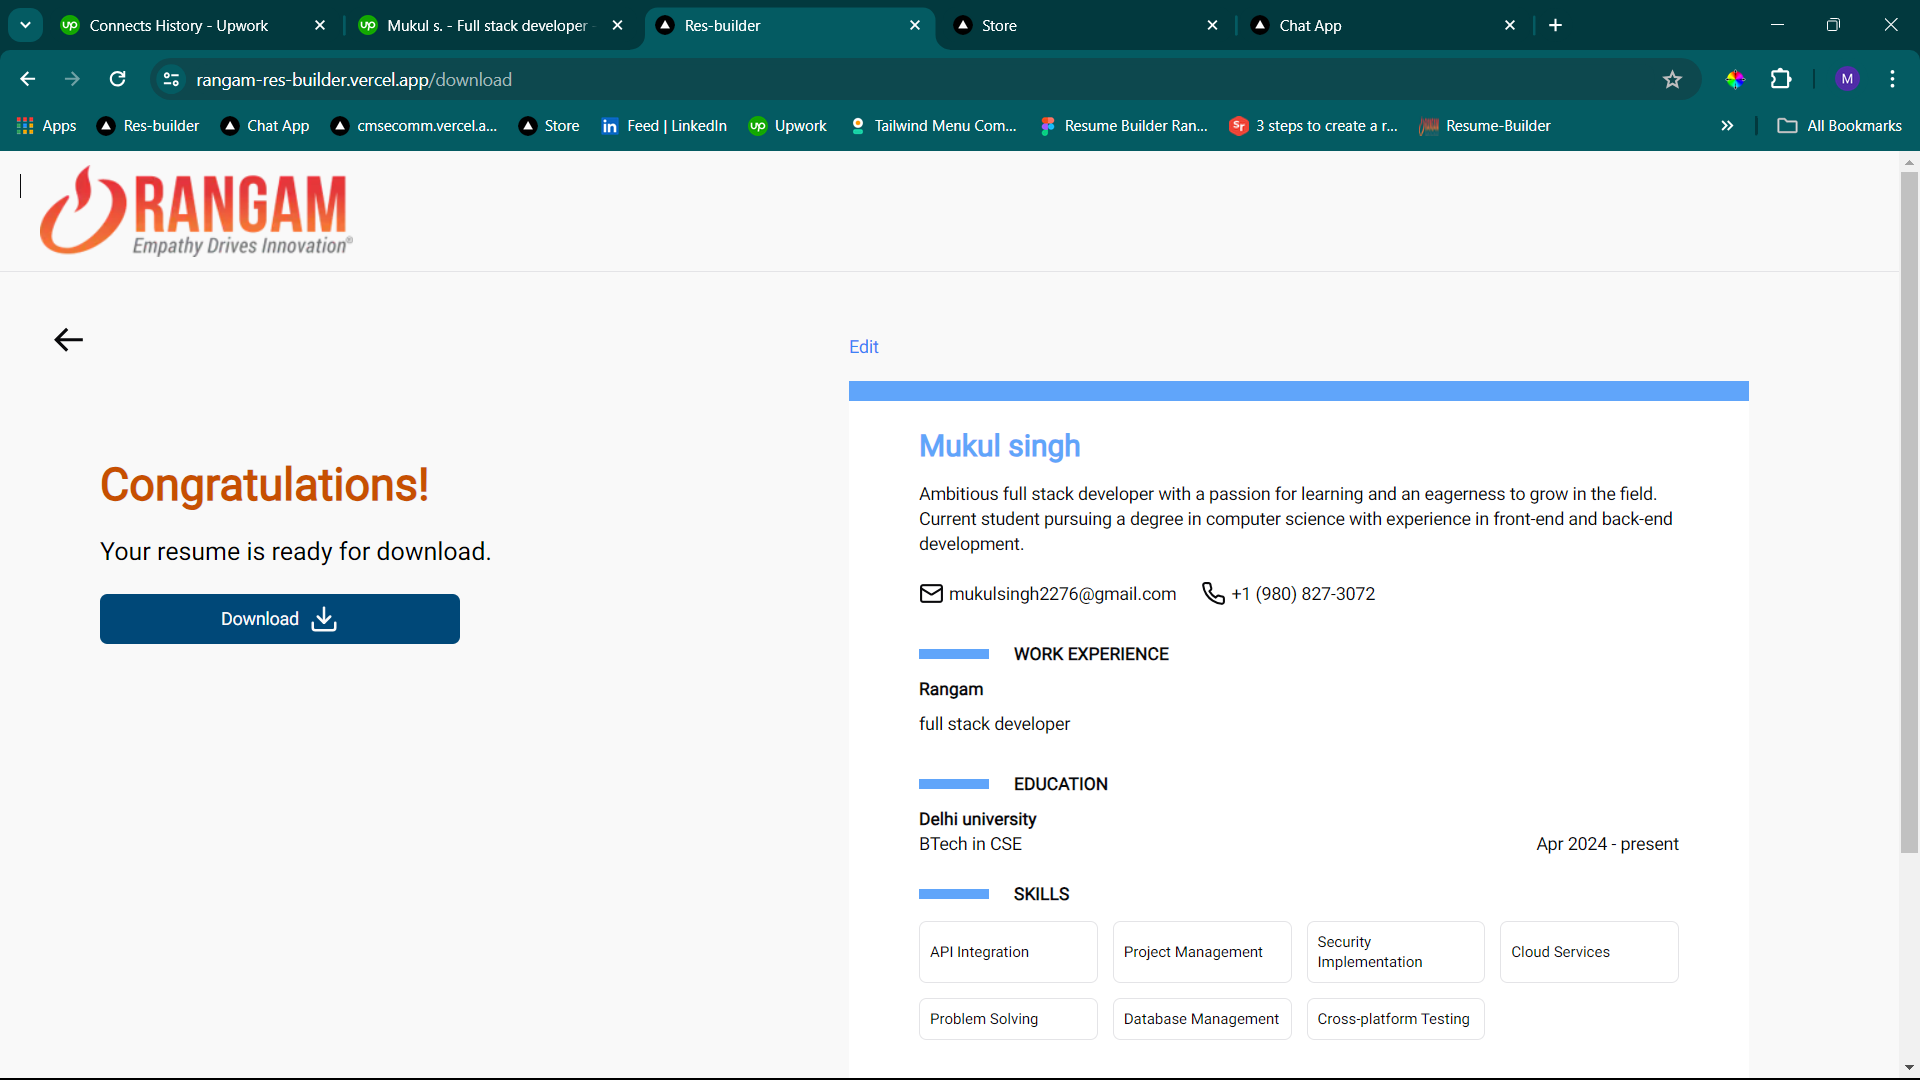 Connects History - Upwork
Mukul s. - Full stack developer -
Res-builder
Store
Chat App
rangam-res-builder.vercel.app/download
M
Apps
Res-builder
Chat App
cmsecomm.vercel.a...
Store
Feed | LinkedIn
Upwork
Tailwind Menu Com...
Resume Builder Ran...
3 steps to create a r...
Resume-Builder
All Bookmarks
RANGAM
Empathy Drives Innovation®
Edit
Congratulations!
Your resume is ready for download.
Download
Mukul singh
Ambitious full stack developer with a passion for learning and an eagerness to grow in the field.
Current student pursuing a degree in computer science with experience in front-end and back-end
development.
mukulsingh2276@gmail.com +1 (980) 827-3072
WORK EXPERIENCE
Rangam
full stack developer
EDUCATION
Delhi university
BTech in CSE Apr 2024 - present
SKILLS
API Integration
Project Management
Security
Implementation
Cloud Services
Problem Solving
Database Management
Cross-platform Testing